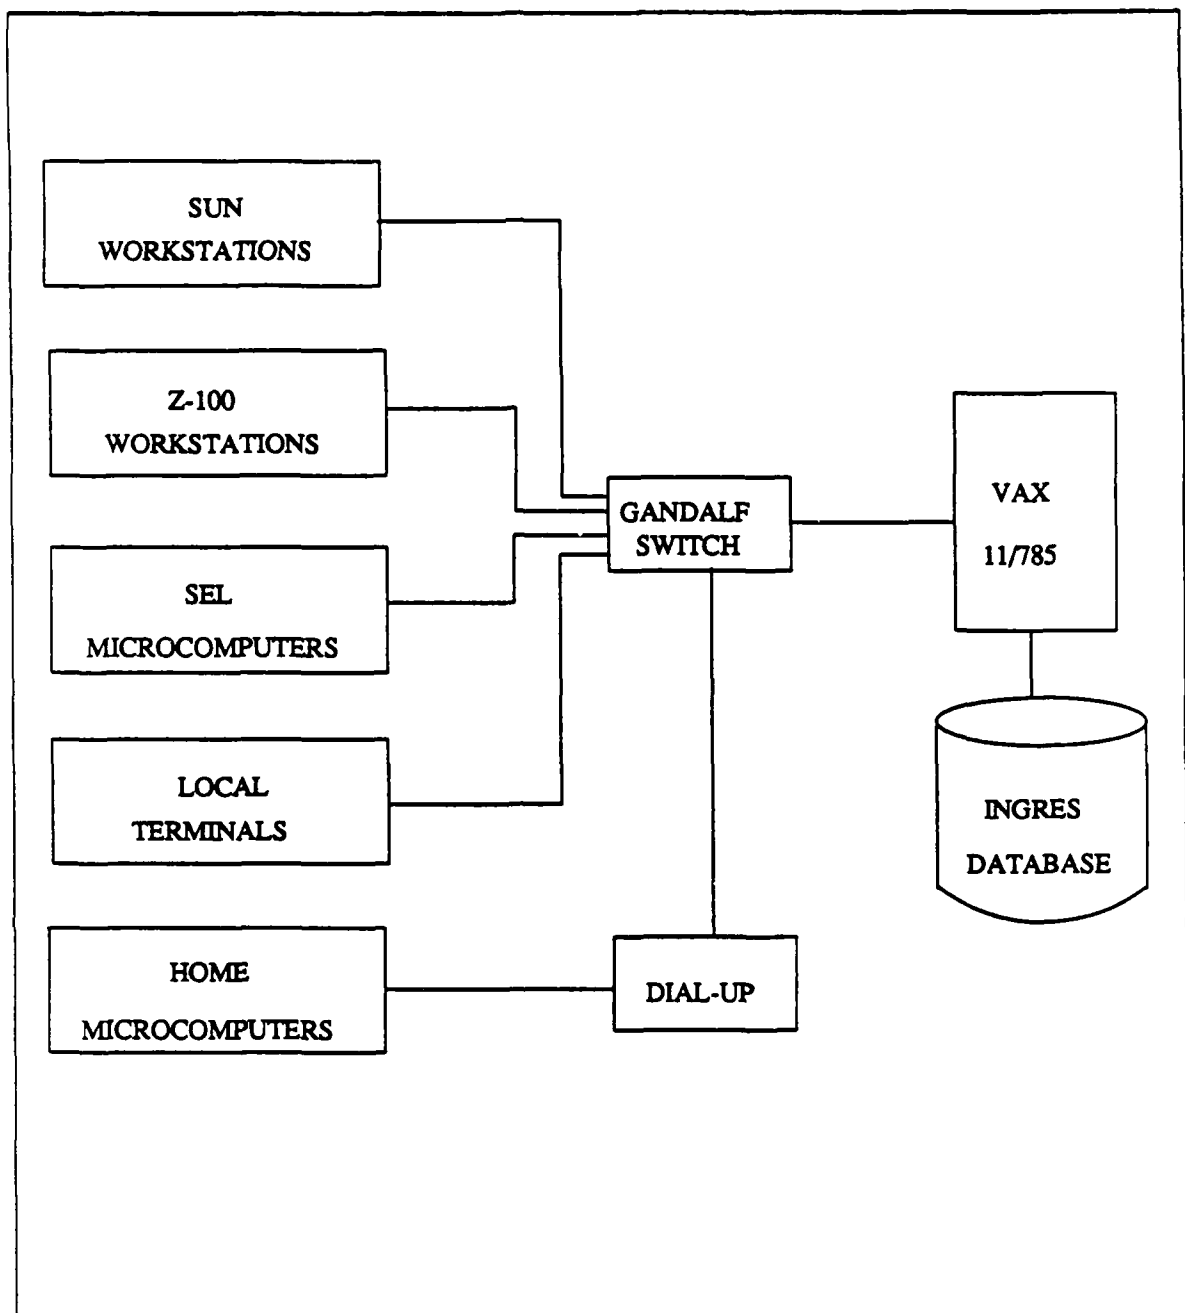 SUN
WORKSTATIONS
Z-100
WORKSTATIONS
SEL
MICROCOMPUTERS
LOCAL
TERMINALS
HOME
MICROCOMPUTERS
GANDALF
SWITCH
DIAL-UP
VAX
11/785
INGRES
DATABASE